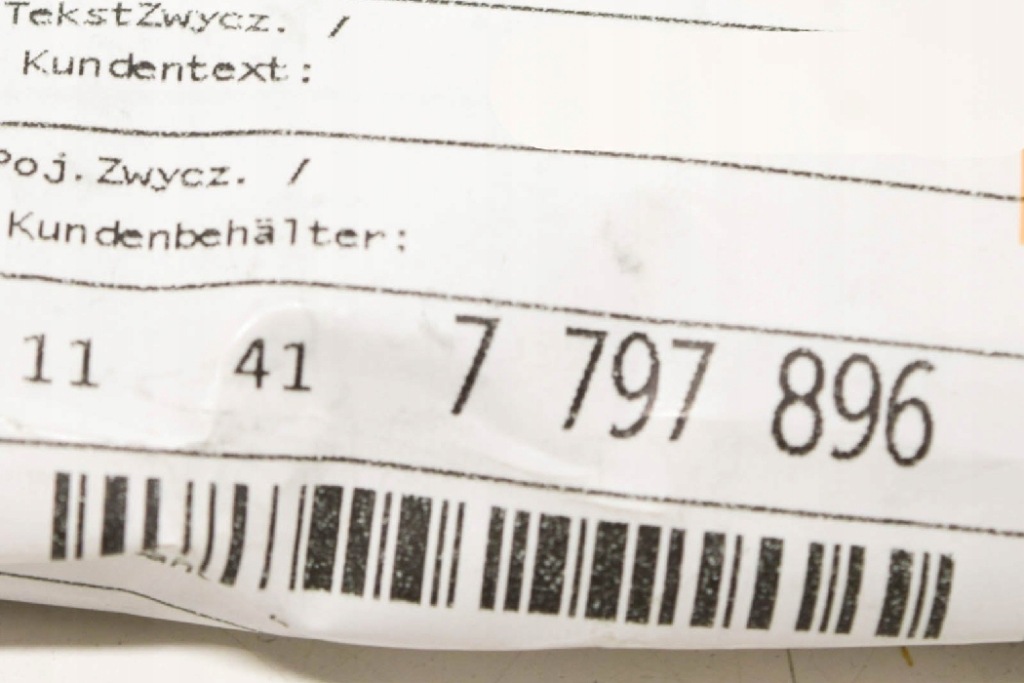 TekstZwycz. /
Kundentext:
Poj.Zwycz. /
Kundenbehälter:
11 41 7 797 896